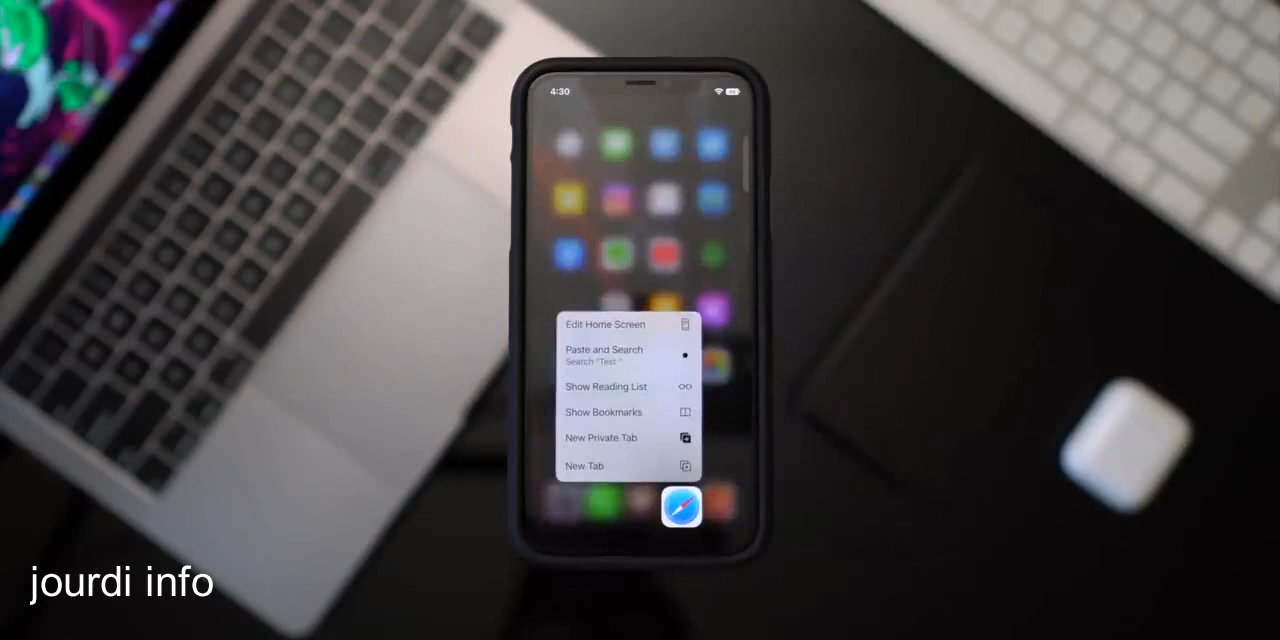 4:30
Edit Home Screen
Paste and Search
Search "Test "
Show Reading List
Show Bookmarks
New Private Tab
New Tab
jourdi info